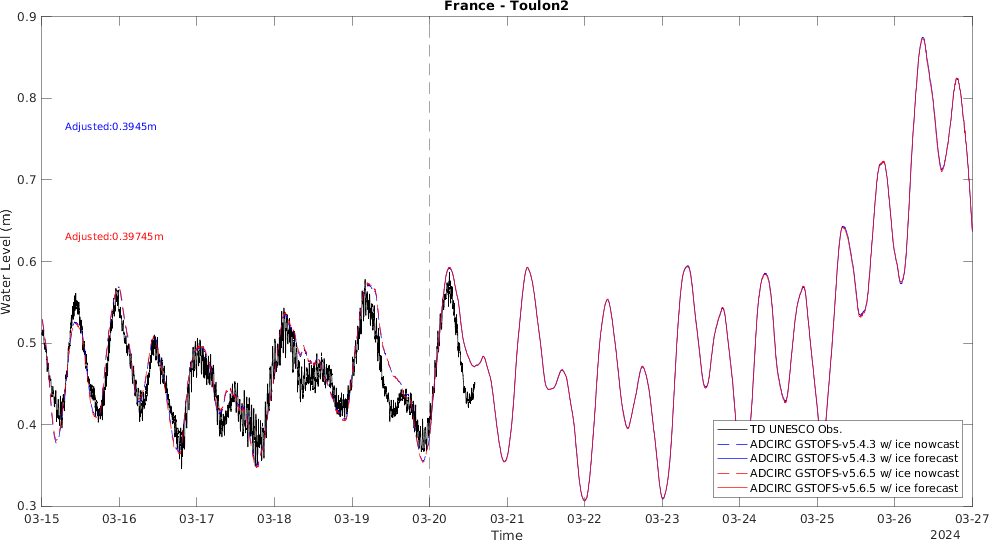 France - Toulon2
0.9
0.8
0.7
0.6
0.5
0.4
0.3
Water Level (m)
Adjusted:0.3945m
Adjusted:0.39745m
TD UNESCO Obs.
ADCIRC GSTOFS-v5.4.3 w/ ice nowcast
ADCIRC GSTOFS-v5.4.3 w/ ice forecast
ADCIRC GSTOFS-v5.6.5 w/ ice nowcast
ADCIRC GSTOFS-v5.6.5 w/ ice forecast
03-15 03-16 03-17 03-18 03-19 03-20 03-21 03-22 03-23 03-24 03-25 03-26 03-27
Time
2024